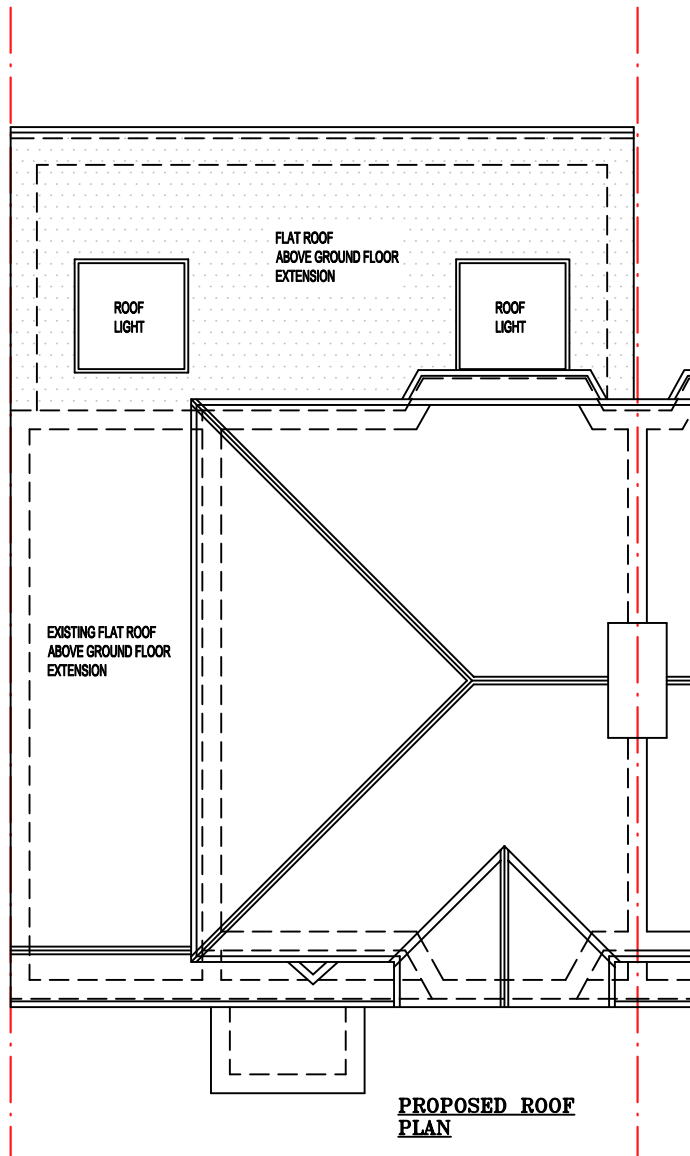 FLAT ROOF
ABOVE GROUND FLOOR
EXTENSION
ROOF
LIGHT
ROOF
LIGHT
EXISTING FLAT ROOF
ABOVE GROUND FLOOR
EXTENSION
PROPOSED ROOF
PLAN